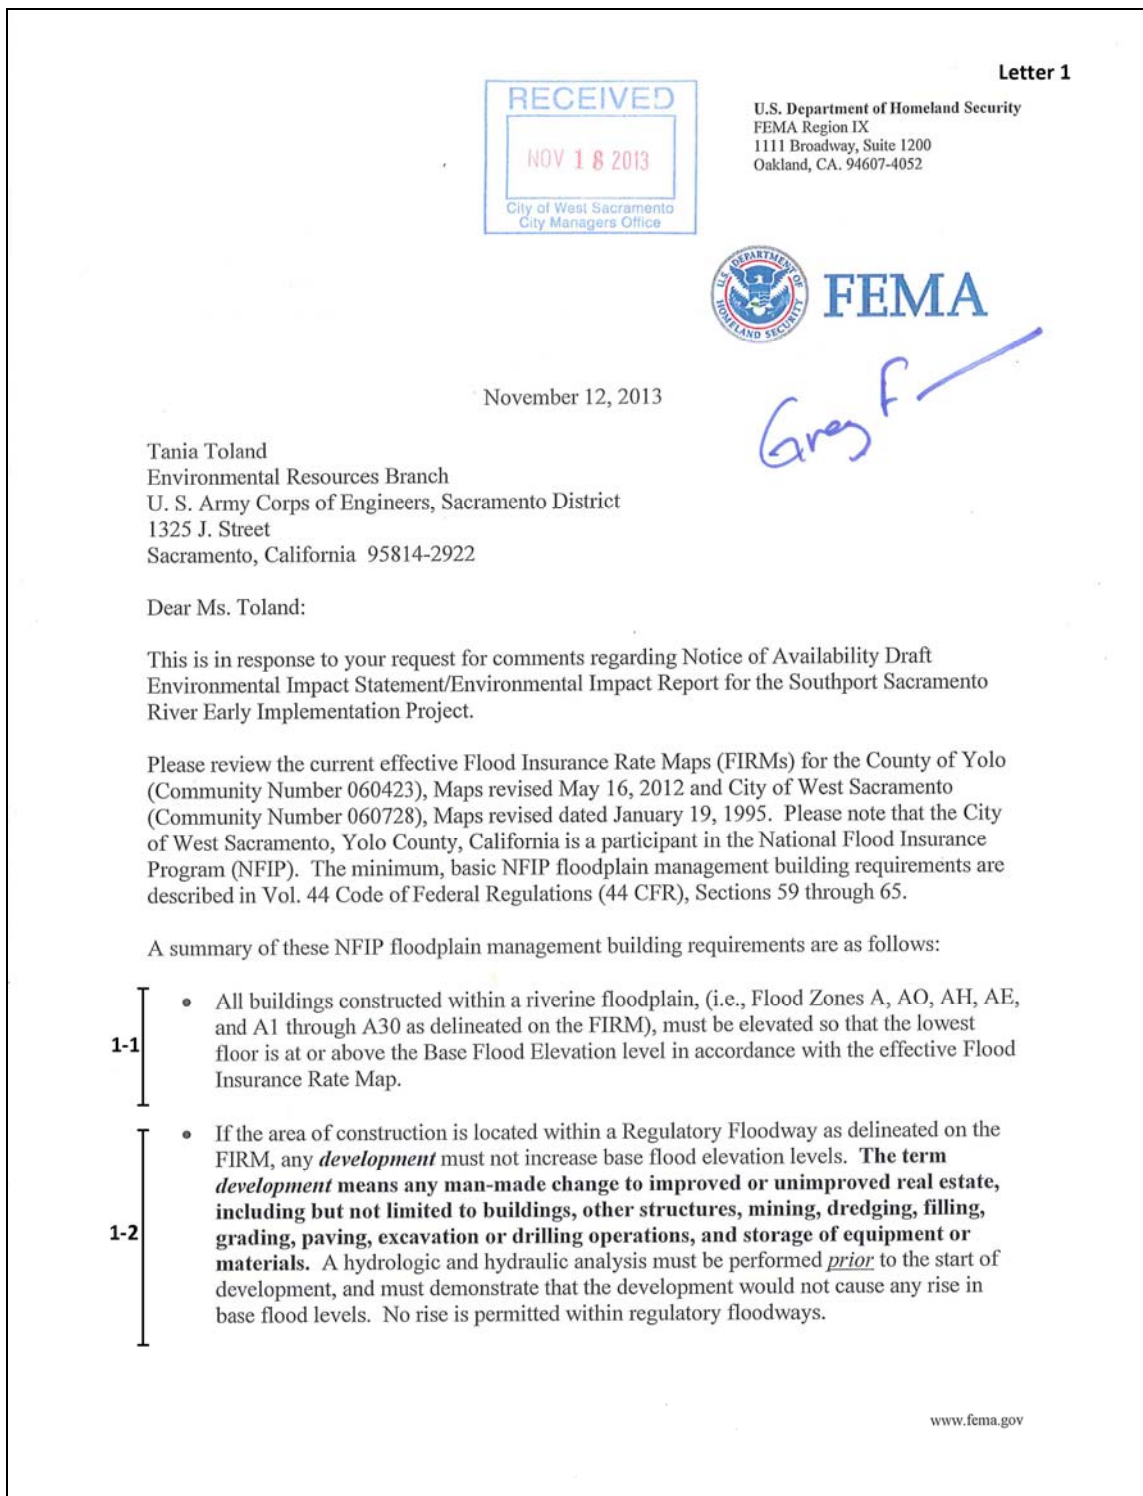 Letter 1
RECEIVED
NOV 18 2013
City of West Sacramento
City Managers Office
U.S. Department of Homeland Security
FEMA Region IX
1111 Broadway, Suite 1200
Oakland, CA. 94607-4052
U.S. DEPARTMENT OF HOMELAND SECURITY
FEMA
Greg F
November 12, 2013
Tania Toland
Environmental Resources Branch
U. S. Army Corps of Engineers, Sacramento District
1325 J. Street
Sacramento, California 95814-2922
Dear Ms. Toland:
This is in response to your request for comments regarding Notice of Availability Draft
Environmental Impact Statement/Environmental Impact Report for the Southport Sacramento
River Early Implementation Project.
Please review the current effective Flood Insurance Rate Maps (FIRMs) for the County of Yolo
(Community Number 060423), Maps revised May 16, 2012 and City of West Sacramento
(Community Number 060728), Maps revised dated January 19, 1995. Please note that the City
of West Sacramento, Yolo County, California is a participant in the National Flood Insurance
Program (NFIP). The minimum, basic NFIP floodplain management building requirements are
described in Vol. 44 Code of Federal Regulations (44 CFR), Sections 59 through 65.
A summary of these NFIP floodplain management building requirements are as follows:
1-1
• All buildings constructed within a riverine floodplain, (i.e., Flood Zones A, AO, AH, AE,
and A1 through A30 as delineated on the FIRM), must be elevated so that the lowest
floor is at or above the Base Flood Elevation level in accordance with the effective Flood
Insurance Rate Map.
1-2
• If the area of construction is located within a Regulatory Floodway as delineated on the
FIRM, any development must not increase base flood elevation levels. The term
development means any man-made change to improved or unimproved real estate,
including but not limited to buildings, other structures, mining, dredging, filling,
grading, paving, excavation or drilling operations, and storage of equipment or
materials. A hydrologic and hydraulic analysis must be performed prior to the start of
development, and must demonstrate that the development would not cause any rise in
base flood levels. No rise is permitted within regulatory floodways.
www.fema.gov